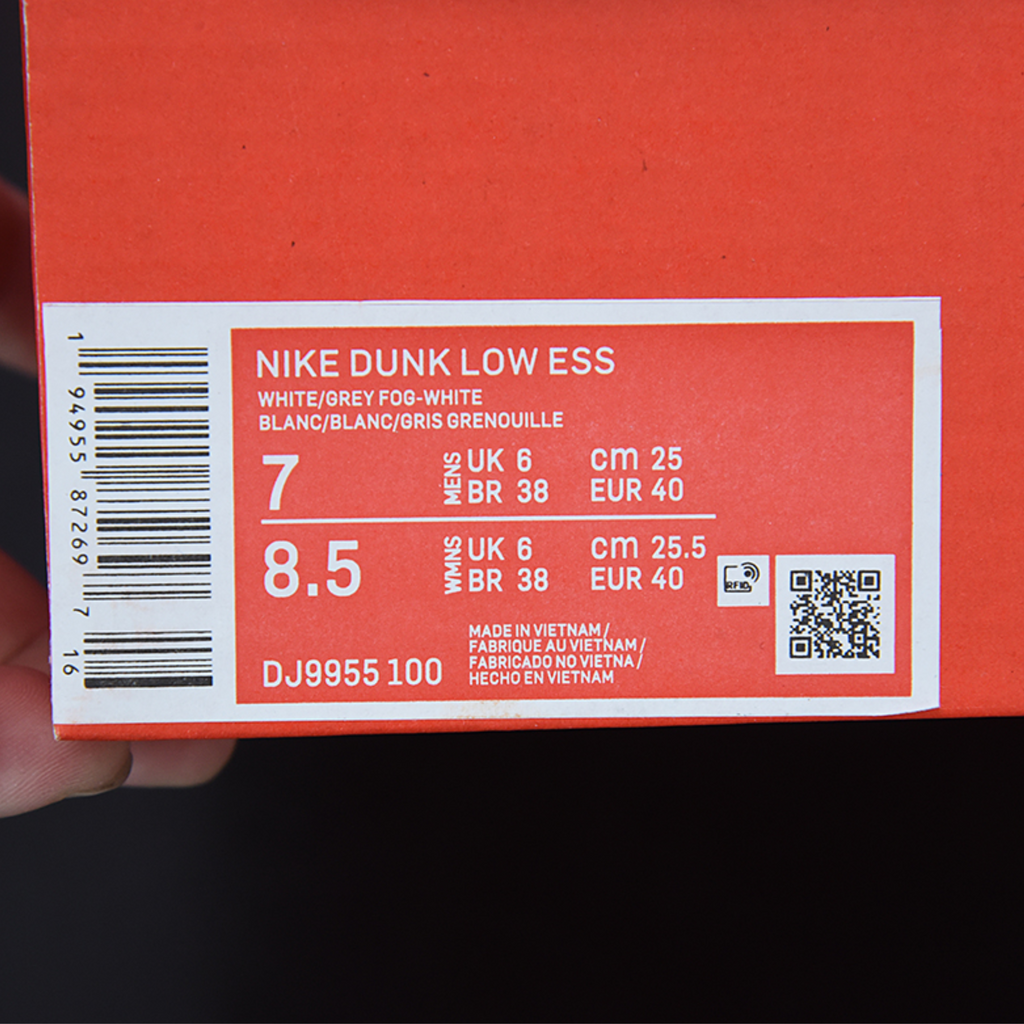 NIKE DUNK LOW ESS
WHITE/GREY FOG-WHITE
BLANC/BLANC/GRIS GRENOUILLE
7 MENS UK 6 cm 25
BR 38 EUR 40
8.5 WMNS UK 6 cm 25.5
BR 38 EUR 40
RFID
MADE IN VIETNAM /
FABRIQUE AU VIETNAM /
FABRICADO NO VIETNA /
HECHO EN VIETNAM
DJ9955 100
1 94955 87269 7 16